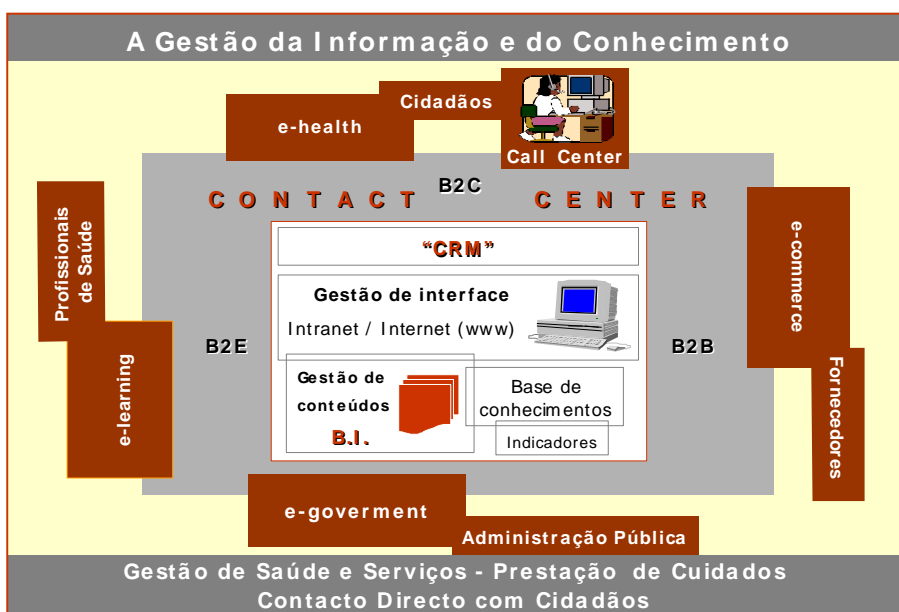 A Gestão da Informação e do Conhecimento
Cidadãos
e-health
Call Center
B2C
CONTACT CENTER
Profissionais
de Saúde
e-commerce
"CRM"
Gestão de interface
Intranet / Internet (www)
B2E
B2B
e-learning
Gestão de
conteúdos
B.I.
Base de
conhecimentos
Indicadores
Fornecedores
e-goverment
Administração Pública
Gestão de Saúde e Serviços - Prestação de Cuidados
Contacto Directo com Cidadãos